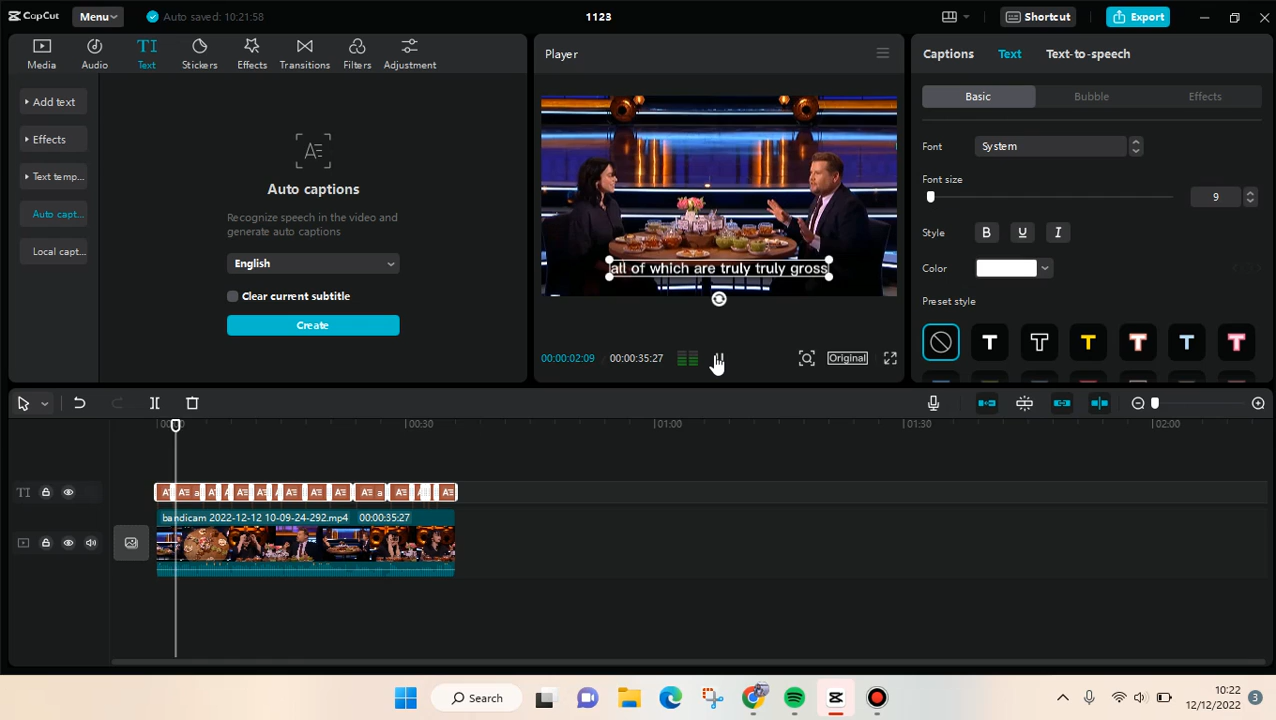 CapCut
Menu
Auto saved: 10:21:58
1123
Shortcut
Export
Media
Audio
TI
Text
Stickers
Effects
Transitions
Filters
Adjustment
Add text
Effects
Text temp...
Auto capt...
Local capt...
Auto captions
Recognize speech in the video and
generate auto captions
English
Clear current subtitle
Create
Player
all of which are truly truly gross
00:00:02:09
00:00:35:27
Original
Captions
Text
Text-to-speech
Basic
Bubble
Effects
Font
System
Font size
9
Style
B
U
I
Color
Preset style
T
T
T
T
T
T
00:30
01:00
01:30
02:00
TI
bandicam 2022-12-12 10-09-24-292.mp4
00:00:35:27
Search
10:22
12/12/2022
3